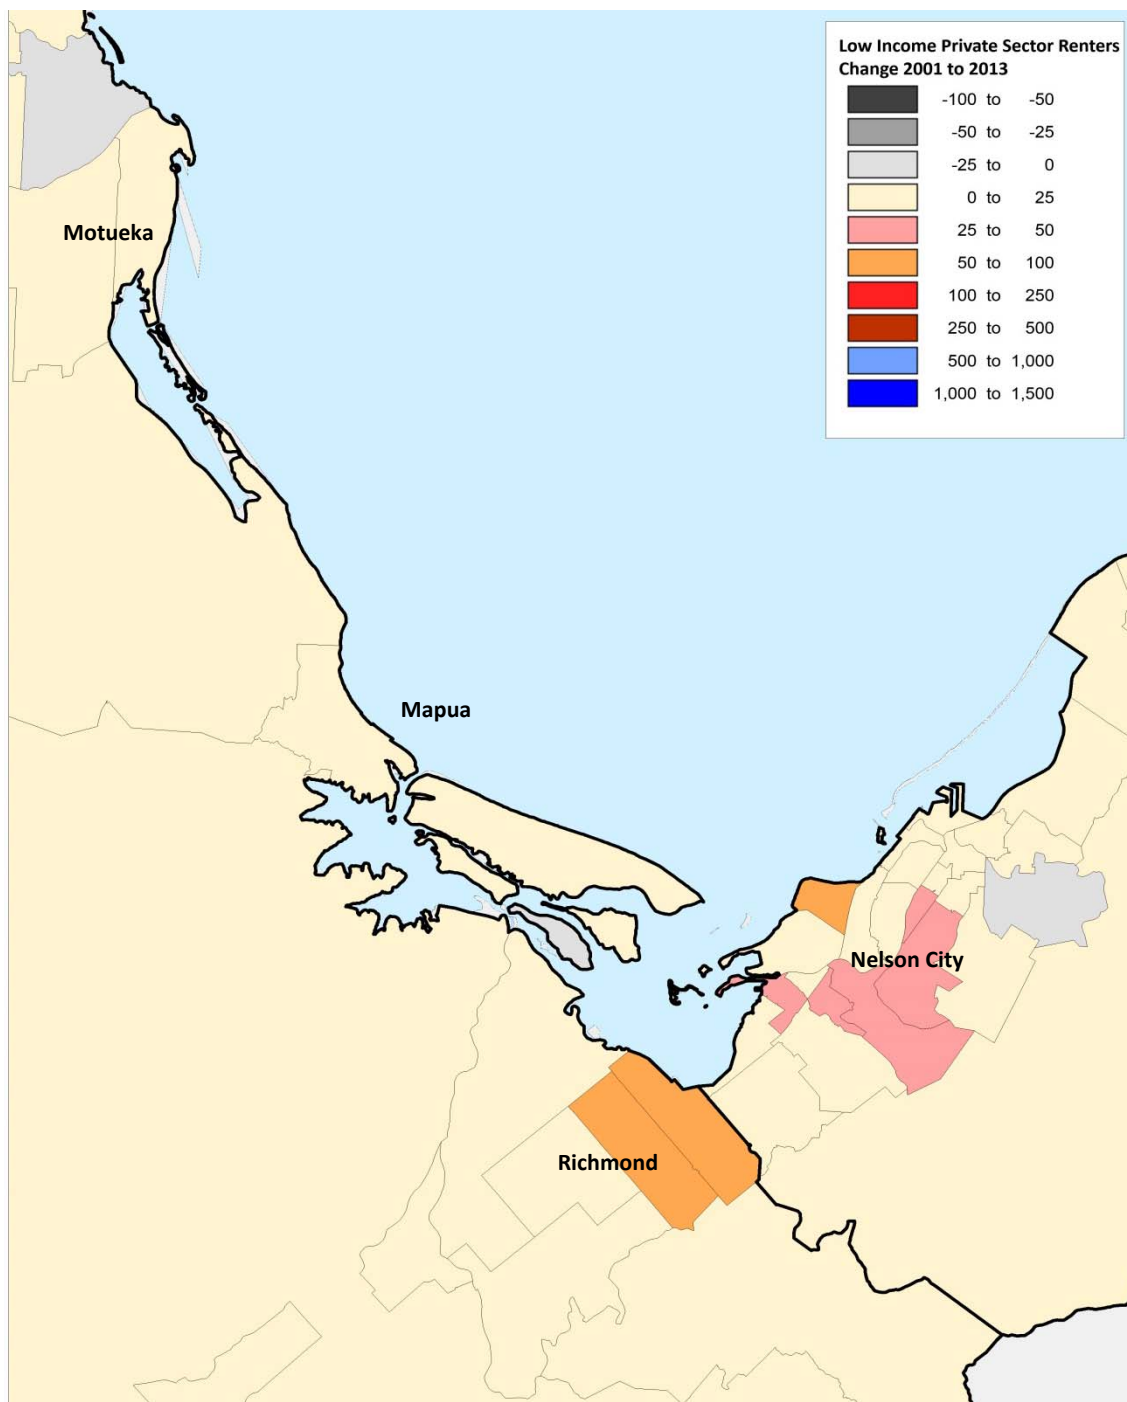 Low Income Private Sector Renters
Change 2001 to 2013
-100 to -50
-50 to -25
-25 to 0
0 to 25
25 to 50
50 to 100
100 to 250
250 to 500
500 to 1,000
1,000 to 1,500
Motueka
Mapua
Nelson City
Richmond